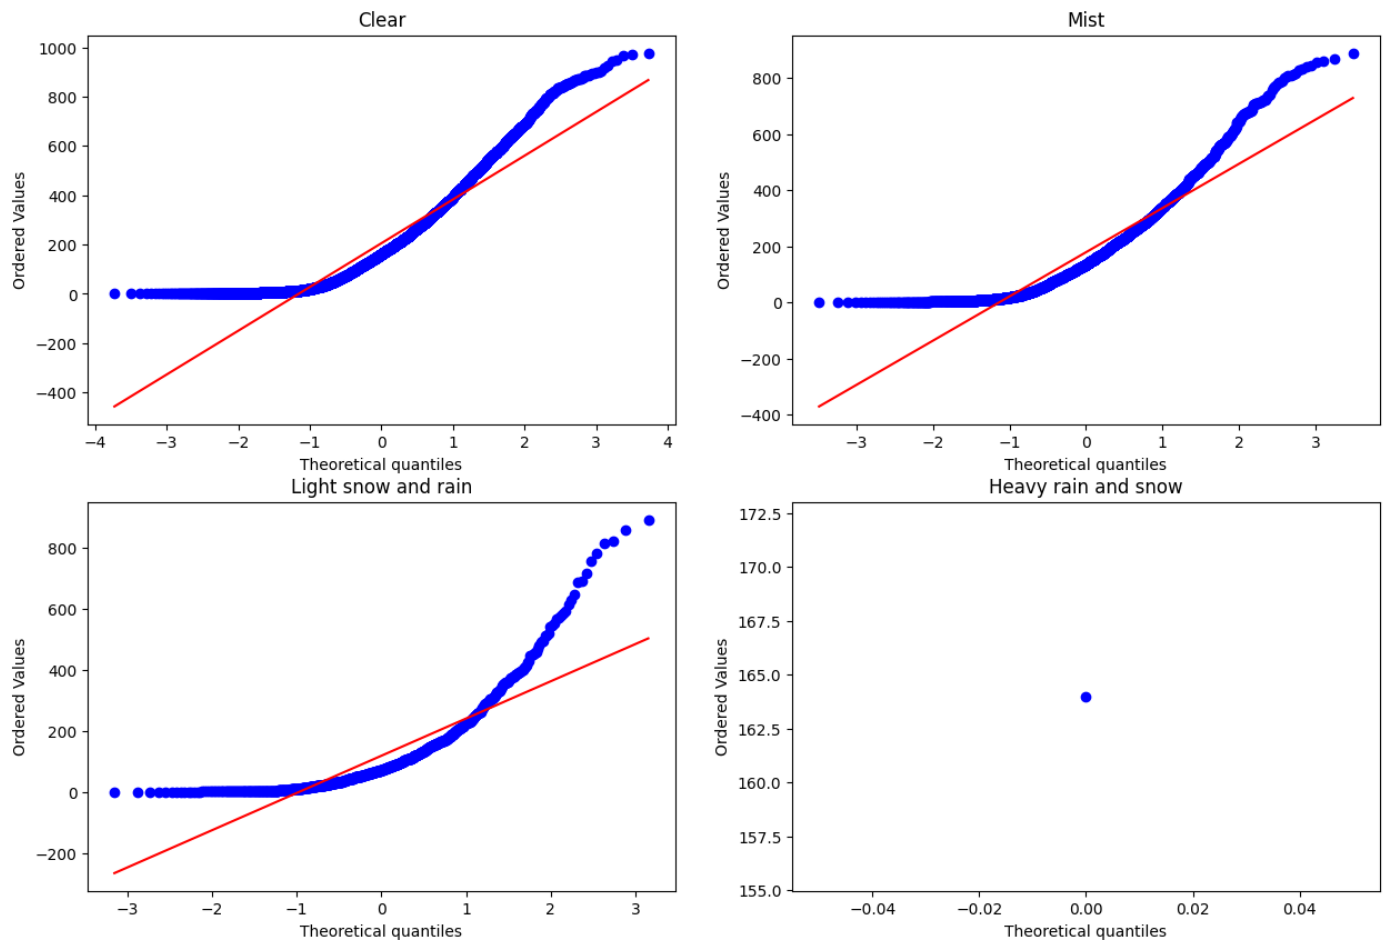 Clear
1000
800
600
400
200
0
−200
−400
Ordered Values
−4 −3 −2 −1 0 1 2 3 4
Theoretical quantiles
Mist
800
600
400
200
0
−200
−400
Ordered Values
−3 −2 −1 0 1 2 3
Theoretical quantiles
Light snow and rain
800
600
400
200
0
−200
Ordered Values
−3 −2 −1 0 1 2 3
Theoretical quantiles
Heavy rain and snow
172.5
170.0
167.5
165.0
162.5
160.0
157.5
155.0
Ordered Values
−0.04 −0.02 0.00 0.02 0.04
Theoretical quantiles